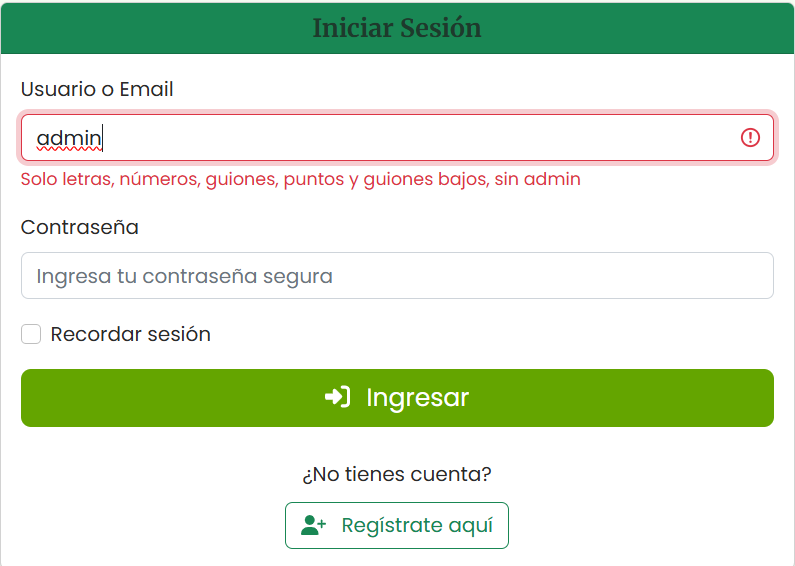 Iniciar Sesión
Usuario o Email
admin
Solo letras, números, guiones, puntos y guiones bajos, sin admin
Contraseña
Ingresa tu contraseña segura
Recordar sesión
Ingresar
¿No tienes cuenta?
Regístrate aquí